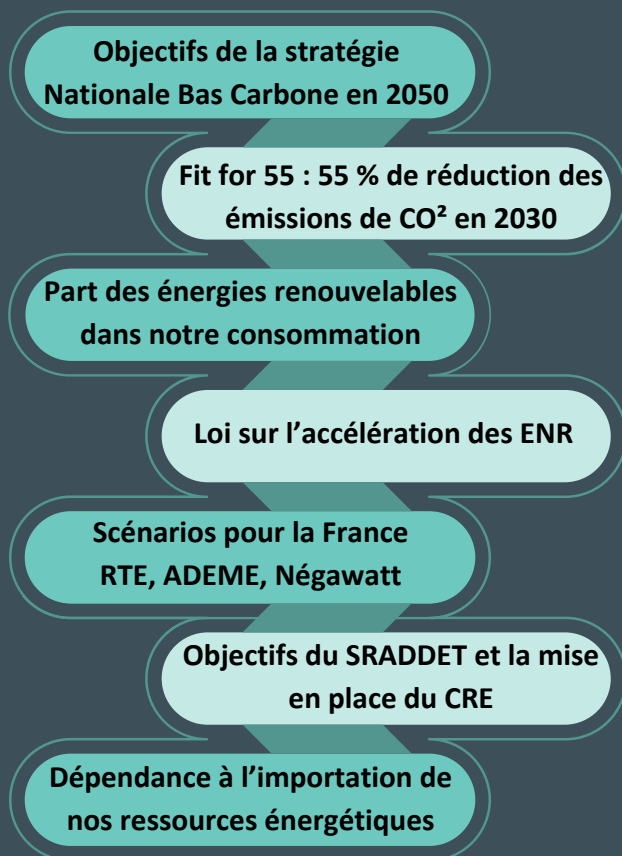 Objectifs de la stratégie
Nationale Bas Carbone en 2050
Fit for 55 : 55 % de réduction des
émissions de CO² en 2030
Part des énergies renouvelables
dans notre consommation
Loi sur l’accélération des ENR
Scénarios pour la France
RTE, ADEME, Négawatt
Objectifs du SRADDET et la mise
en place du CRE
Dépendance à l’importation de
nos ressources énergétiques